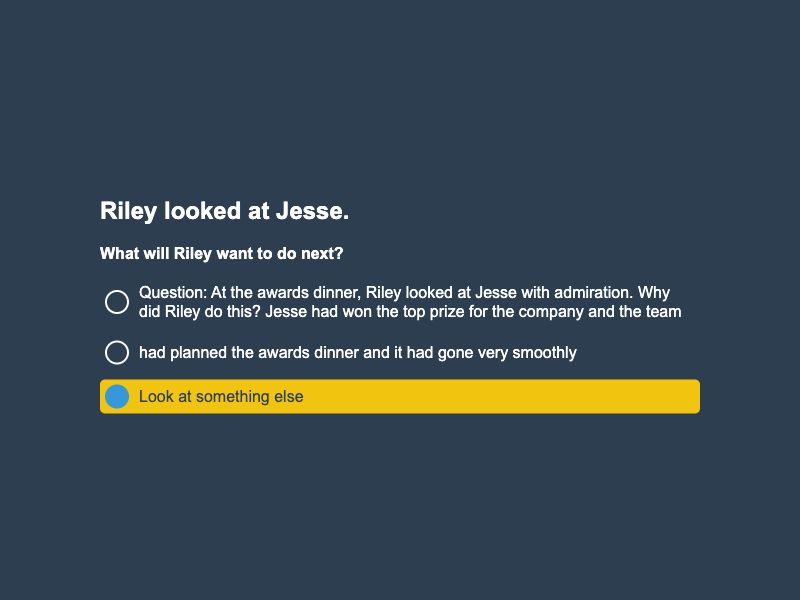 Riley looked at Jesse.
What will Riley want to do next?
Question: At the awards dinner, Riley looked at Jesse with admiration. Why
did Riley do this? Jesse had won the top prize for the company and the team
had planned the awards dinner and it had gone very smoothly
Look at something else